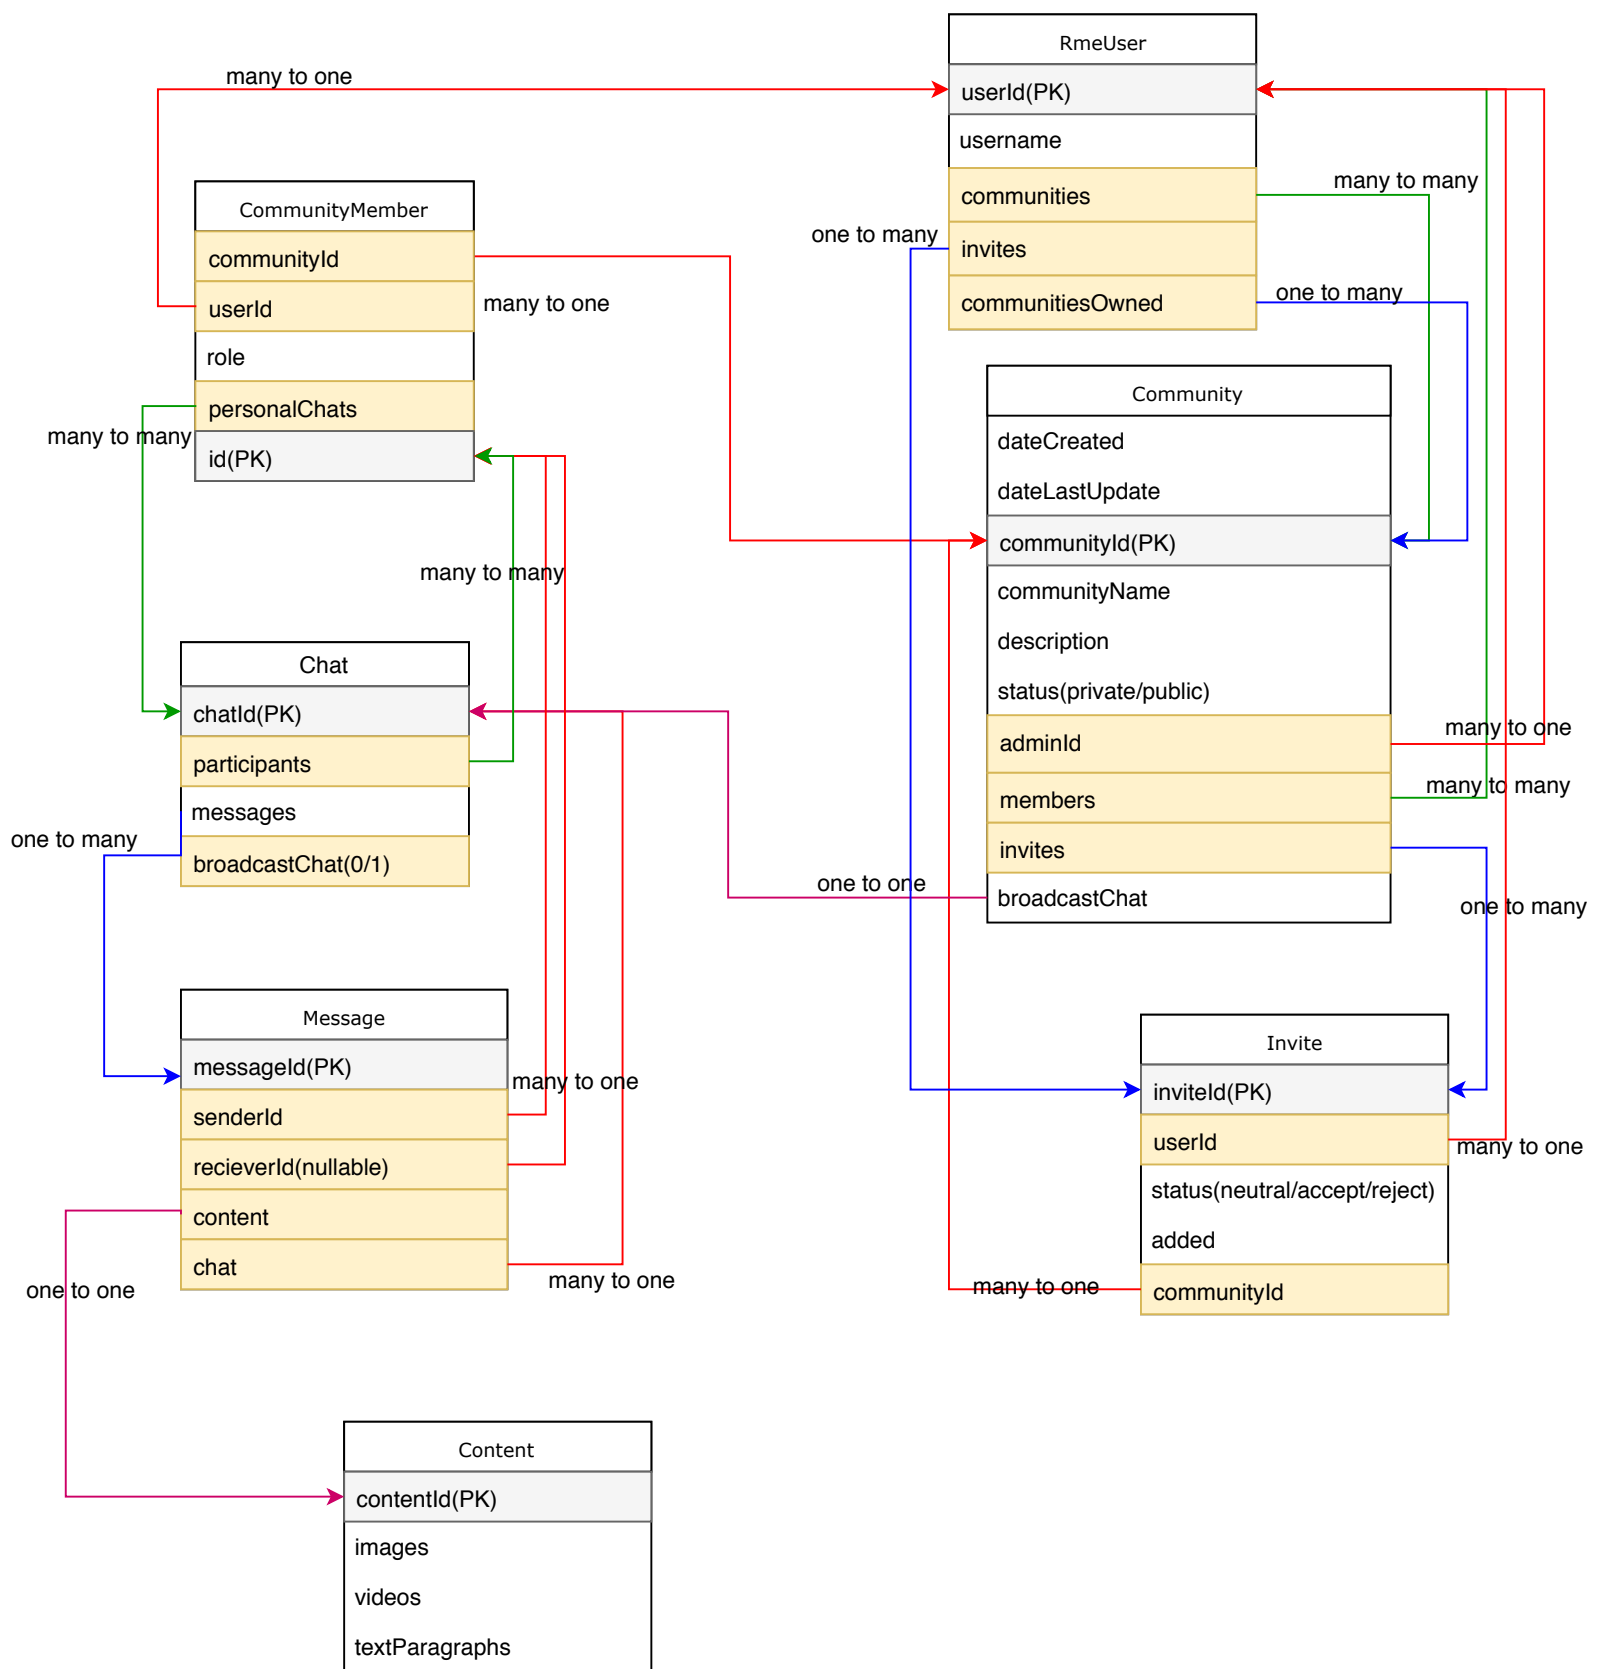 RmeUser
many to one
userId(PK)
username
communities
many to many
one to many
invites
communitiesOwned
one to many
CommunityMember
communityId
userId
many to one
role
personalChats
many to many
id(PK)
Community
dateCreated
dateLastUpdate
communityId(PK)
communityName
description
status(private/public)
adminId
many to one
members
many to many
invites
broadcastChat
one to one
one to many
many to many
Chat
chatId(PK)
participants
messages
one to many
broadcastChat(0/1)
Message
messageId(PK)
many to one
senderId
recieverId(nullable)
content
chat
many to one
one to one
Invite
inviteId(PK)
userId
many to one
status(neutral/accept/reject)
added
many to one
communityId
Content
contentId(PK)
images
videos
textParagraphs